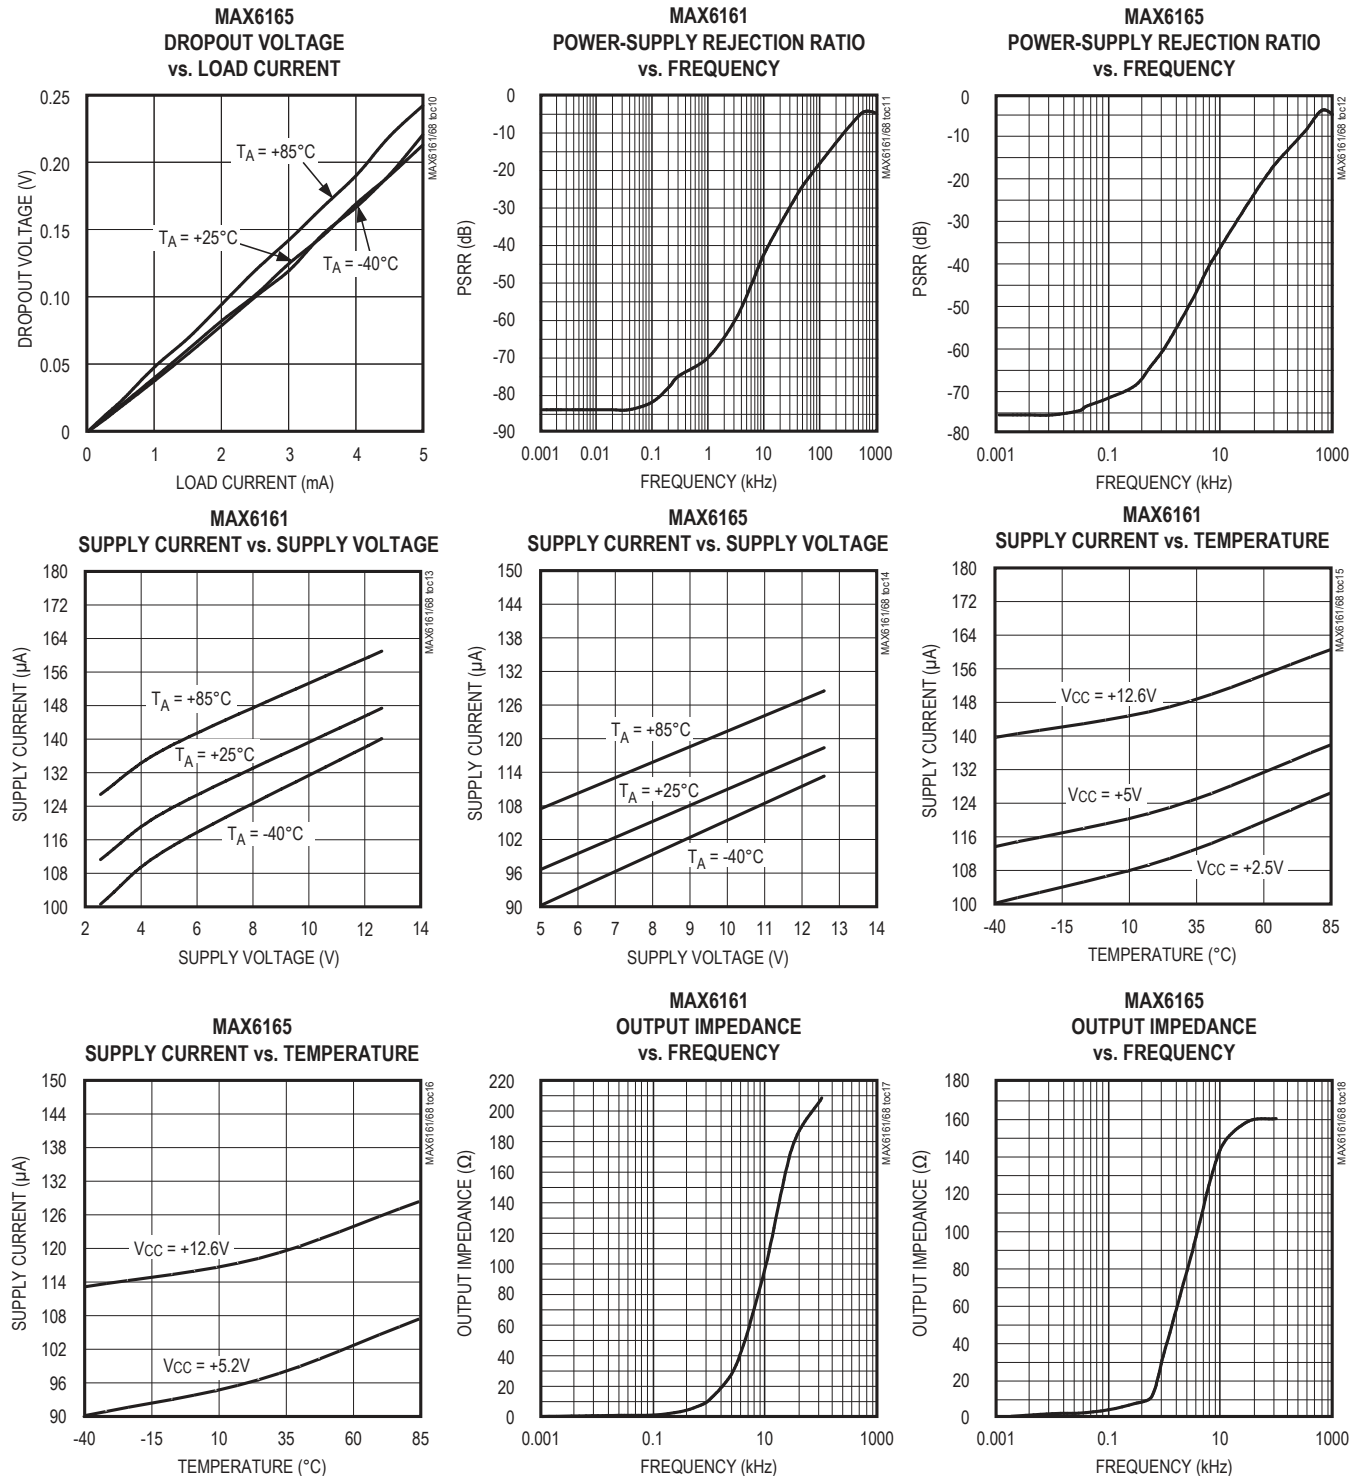 MAX6165
DROPOUT VOLTAGE
vs. LOAD CURRENT
MAX6161/68 toc10
0.25
0.20
0.15
0.10
0.05
0
DROPOUT VOLTAGE (V)
TA = +85°C
TA = +25°C
TA = -40°C
0 1 2 3 4 5
LOAD CURRENT (mA)
MAX6161
POWER-SUPPLY REJECTION RATIO
vs. FREQUENCY
MAX6161/68 toc11
0
-10
-20
-30
-40
-50
-60
-70
-80
-90
PSRR (dB)
0.001 0.01 0.1 1 10 100 1000
FREQUENCY (kHz)
MAX6165
POWER-SUPPLY REJECTION RATIO
vs. FREQUENCY
MAX6161/68 toc12
0
-10
-20
-30
-40
-50
-60
-70
-80
PSRR (dB)
0.001 0.1 10 1000
FREQUENCY (kHz)
MAX6161
SUPPLY CURRENT vs. SUPPLY VOLTAGE
MAX6161/68 toc13
180
172
164
156
148
140
132
124
116
108
100
SUPPLY CURRENT (µA)
TA = +85°C
TA = +25°C
TA = -40°C
2 4 6 8 10 12 14
SUPPLY VOLTAGE (V)
MAX6165
SUPPLY CURRENT vs. SUPPLY VOLTAGE
MAX6161/68 toc14
150
144
138
132
126
120
114
108
102
96
90
SUPPLY CURRENT (µA)
TA = +85°C
TA = +25°C
TA = -40°C
5 6 7 8 9 10 11 12 13 14
SUPPLY VOLTAGE (V)
MAX6161
SUPPLY CURRENT vs. TEMPERATURE
MAX6161/68 toc15
180
172
164
156
148
140
132
124
116
108
100
SUPPLY CURRENT (µA)
VCC = +12.6V
VCC = +5V
VCC = +2.5V
-40 -15 10 35 60 85
TEMPERATURE (°C)
MAX6165
SUPPLY CURRENT vs. TEMPERATURE
MAX6161/68 toc16
150
144
138
132
126
120
114
108
102
96
90
SUPPLY CURRENT (µA)
VCC = +12.6V
VCC = +5.2V
-40 -15 10 35 60 85
TEMPERATURE (°C)
MAX6161
OUTPUT IMPEDANCE
vs. FREQUENCY
MAX6161/68 toc17
220
200
180
160
140
120
100
80
60
40
20
0
OUTPUT IMPEDANCE (Ω)
0.001 0.1 10 1000
FREQUENCY (kHz)
MAX6165
OUTPUT IMPEDANCE
vs. FREQUENCY
MAX6161/68 toc18
180
160
140
120
100
80
60
40
20
0
OUTPUT IMPEDANCE (Ω)
0.001 0.1 10 1000
FREQUENCY (kHz)